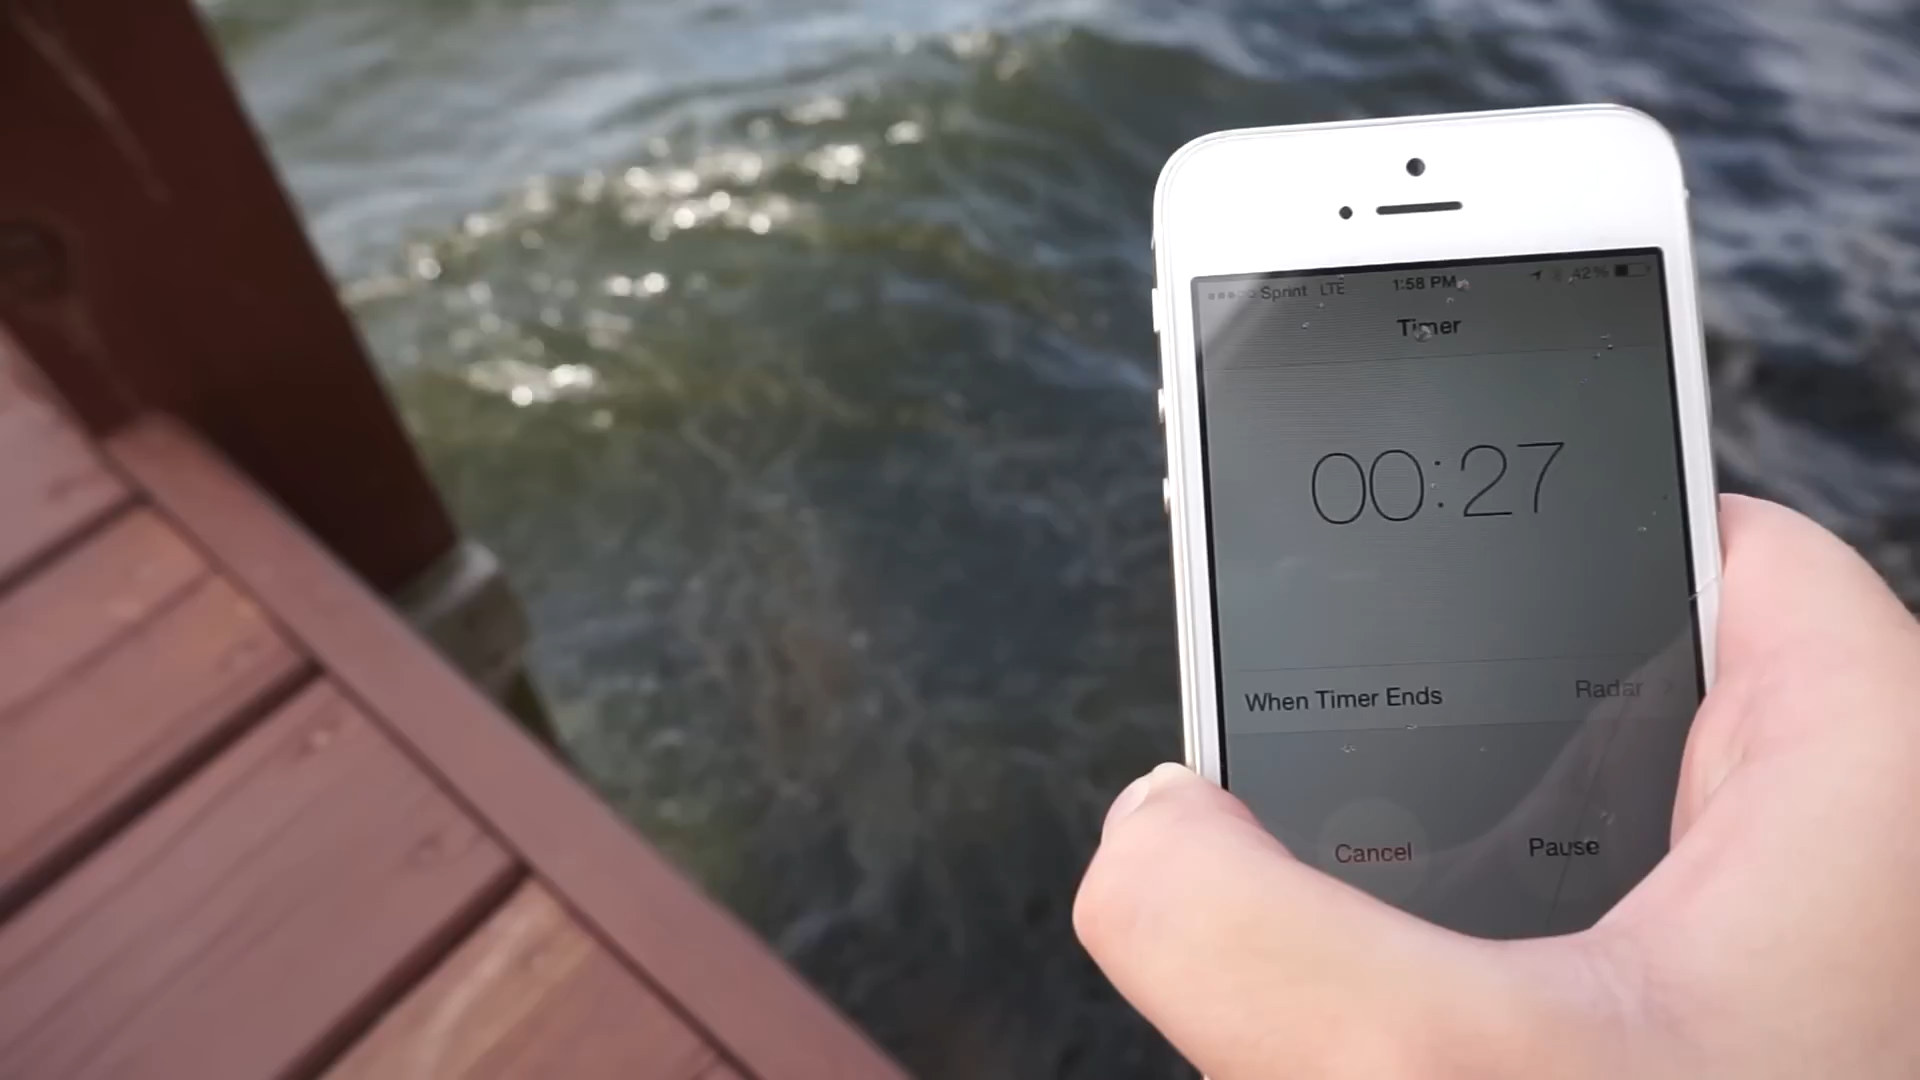 Sprint LTE 1:58 PM 42%
Timer
00:27
When Timer Ends Radar
Cancel Pause